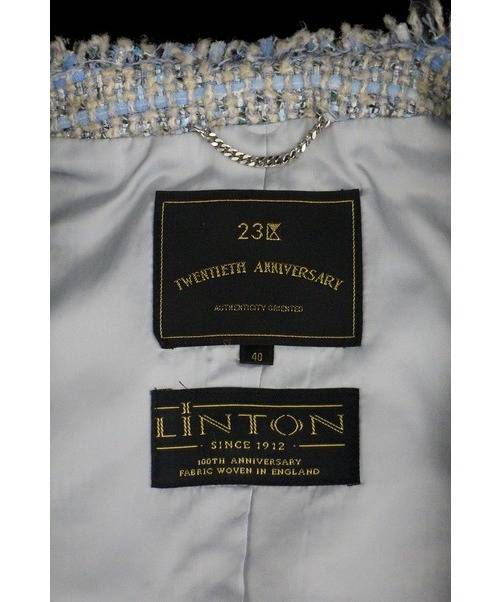 23区
TWENTIETH ANNIVERSARY
AUTHENTICITY ORIENTED
40
LINTON
· SINCE 1912 ·
100TH ANNIVERSARY
FABRIC WOVEN IN ENGLAND